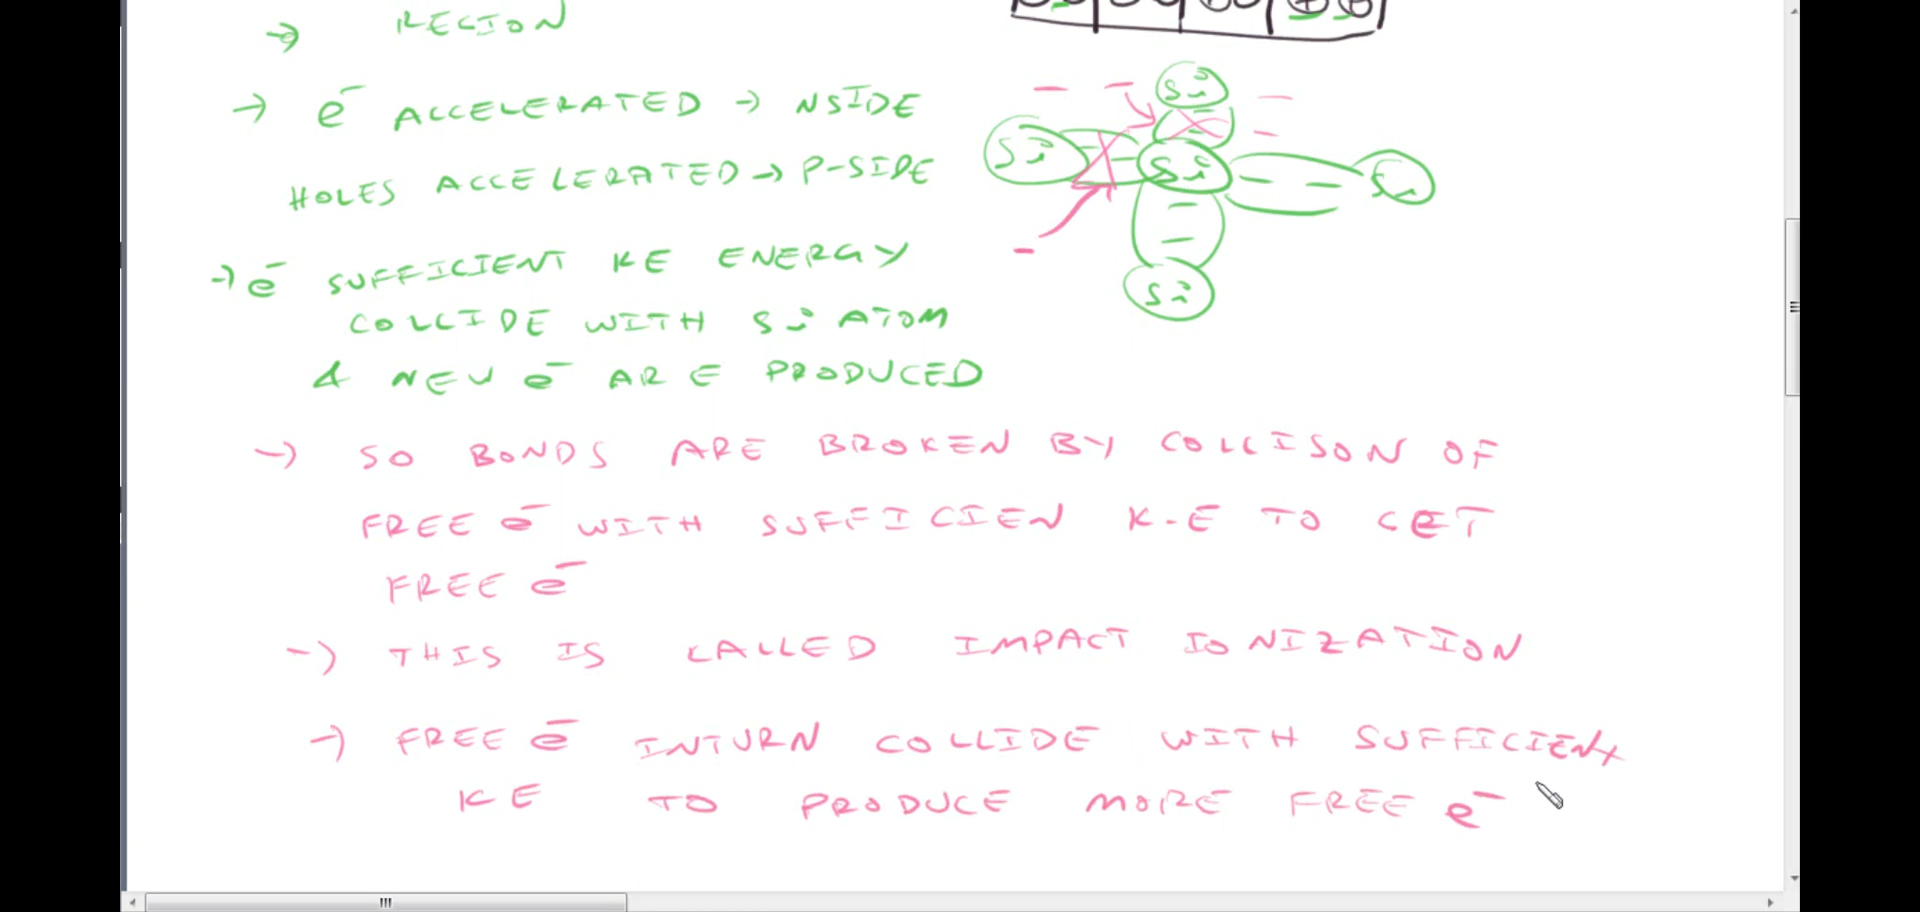 → REGION
→ e⁻ ACCELERATED → NSIDE
HOLES ACCELERATED → P-SIDE
→ e⁻ SUFFICIENT KE ENERGY
COLLIDE WITH Si ATOM
& NEW e⁻ ARE PRODUCED
Si
Si Si Si
Si
→ SO BONDS ARE BROKEN BY COLLISON OF
FREE e⁻ WITH SUFFICIEN K-E TO GET
FREE e⁻
→ THIS IS CALLED IMPACT IONIZATION
→ FREE e⁻ INTURN COLLIDE WITH SUFFICIENT
KE TO PRODUCE MORE FREE e⁻